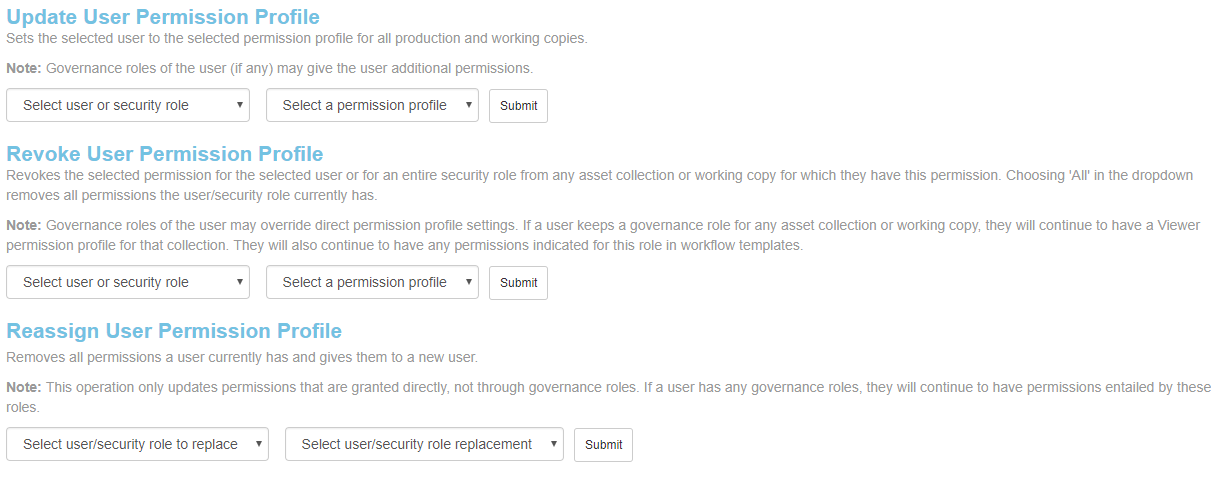 Update User Permission Profile
Sets the selected user to the selected permission profile for all production and working copies.
Note: Governance roles of the user (if any) may give the user additional permissions.
Select user or security role Select a permission profile Submit
Revoke User Permission Profile
Revokes the selected permission for the selected user or for an entire security role from any asset collection or working copy for which they have this permission. Choosing 'All' in the dropdown
removes all permissions the user/security role currently has.
Note: Governance roles of the user may override direct permission profile settings. If a user keeps a governance role for any asset collection or working copy, they will continue to have a Viewer
permission profile for that collection. They will also continue to have any permissions indicated for this role in workflow templates.
Select user or security role Select a permission profile Submit
Reassign User Permission Profile
Removes all permissions a user currently has and gives them to a new user.
Note: This operation only updates permissions that are granted directly, not through governance roles. If a user has any governance roles, they will continue to have permissions entailed by these
roles.
Select user/security role to replace Select user/security role replacement Submit